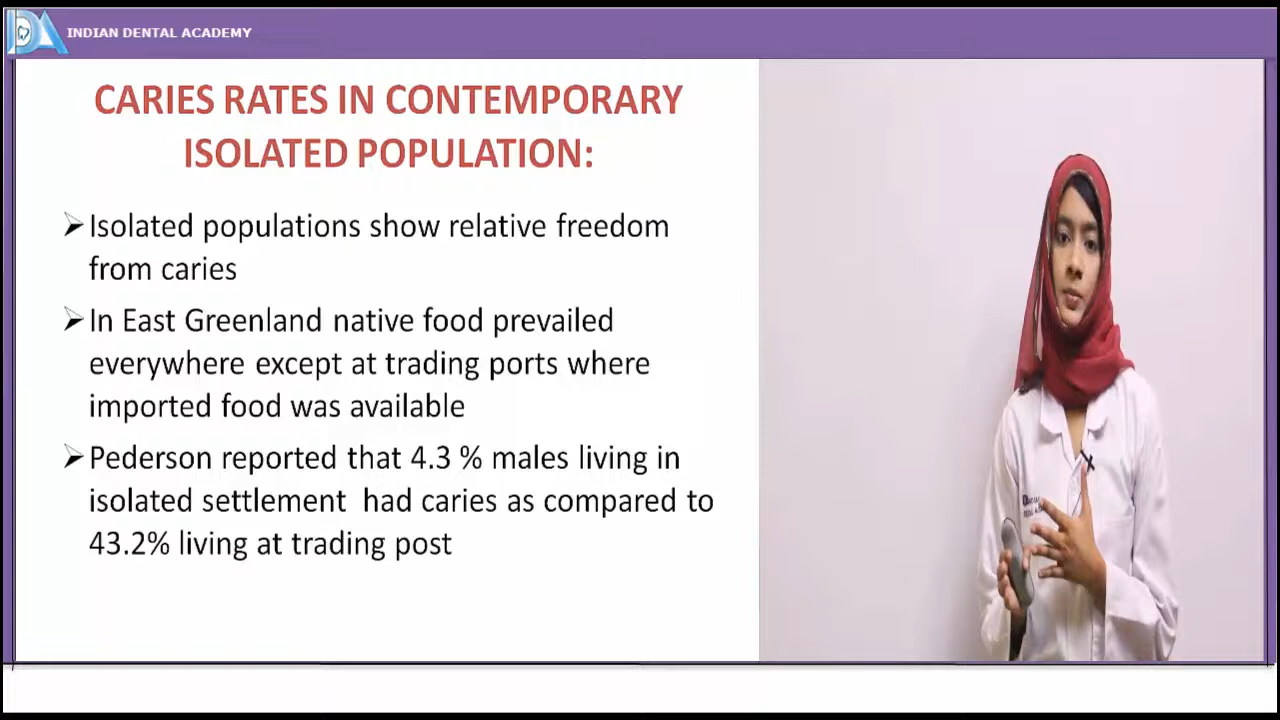 INDIAN DENTAL ACADEMY
CARIES RATES IN CONTEMPORARY
ISOLATED POPULATION:
➢Isolated populations show relative freedom
from caries
➢In East Greenland native food prevailed
everywhere except at trading ports where
imported food was available
➢Pederson reported that 4.3 % males living in
isolated settlement had caries as compared to
43.2% living at trading post